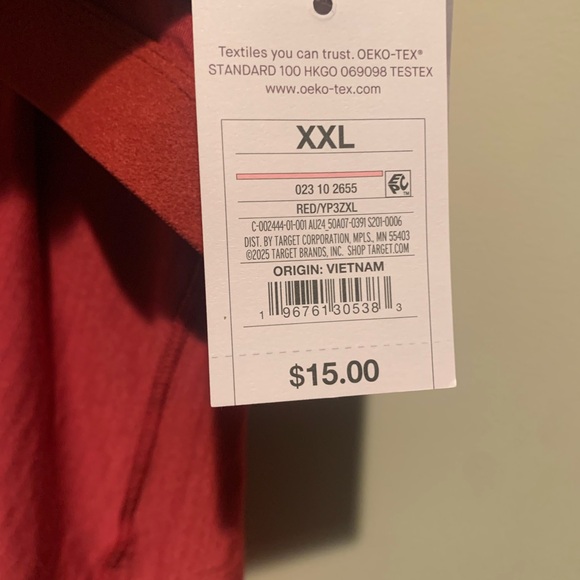 Textiles you can trust. OEKO-TEX®
STANDARD 100 HKGO 069098 TESTEX
www.oeko-tex.com
XXL
023 10 2655
RED/YP3ZXL
C-002444-01-001 AU24 50A07-0391 S201-0006
DIST. BY TARGET CORPORATION, MPLS., MN 55403
©2025 TARGET BRANDS, INC. SHOP TARGET.COM
ORIGIN: VIETNAM
1 96761 30538 3
$15.00